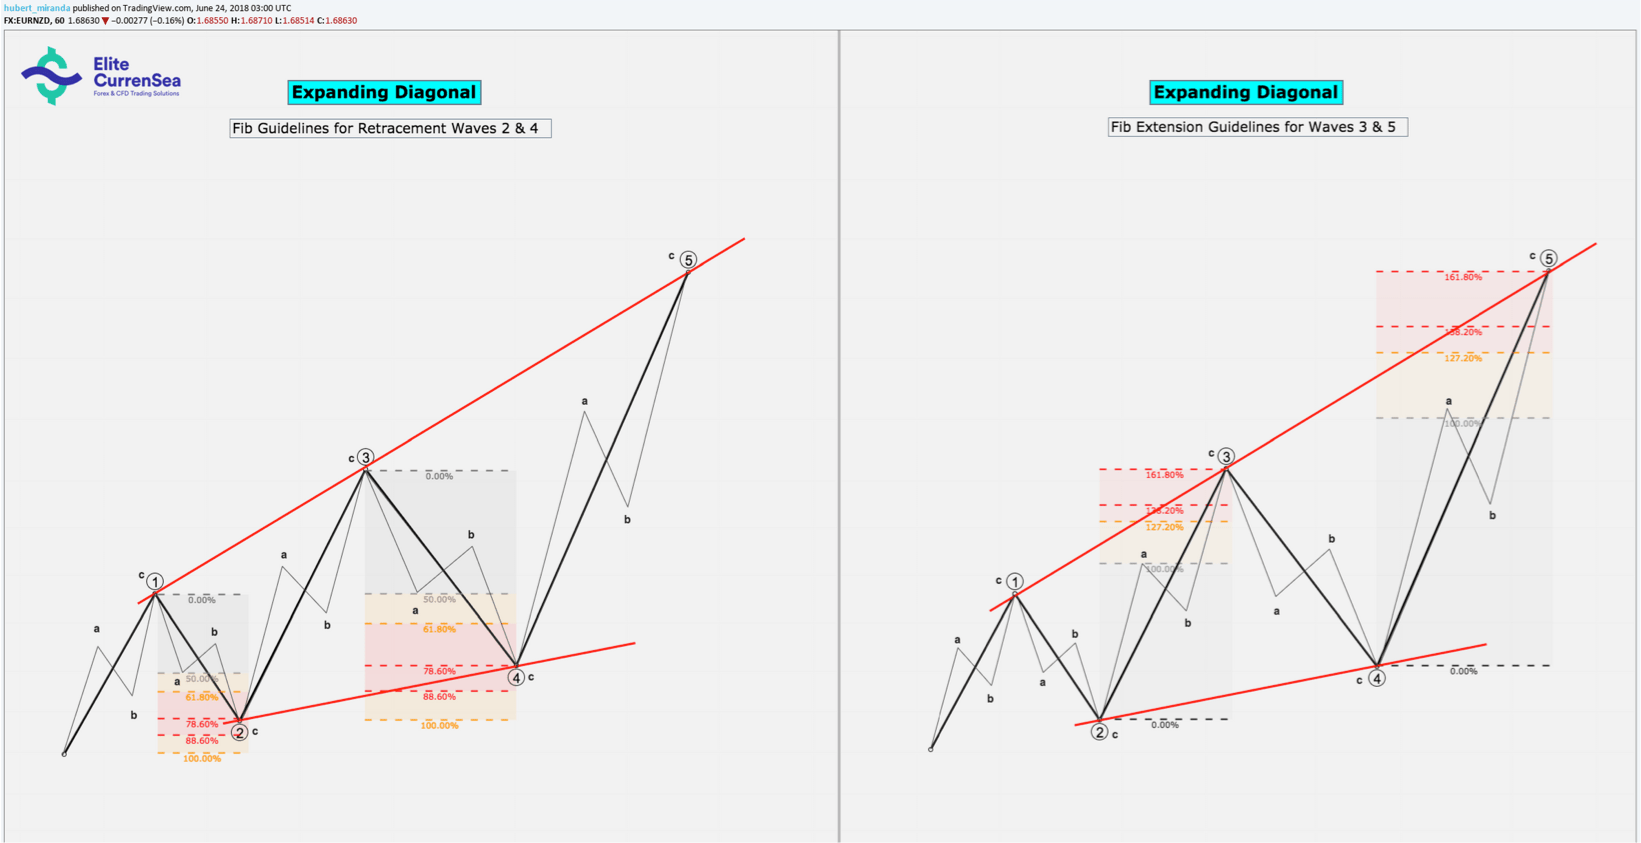 hubert_miranda published on TradingView.com, June 24, 2018 03:00 UTC
FX:EURNZD, 60 1.68630 ▼ −0.00277 (−0.16%) O:1.68550 H:1.68710 L:1.68514 C:1.68630
Elite
CurrenSea
Forex & CFD Trading Solutions
Expanding Diagonal
Fib Guidelines for Retracement Waves 2 & 4
c 5
a
b
c 3
0.00%
b
a
50.00%
a
61.80%
b
78.60%
4 c
88.60%
100.00%
c 1
0.00%
a
b
50.00%
a
61.80%
b
78.60%
2 c
88.60%
100.00%
Expanding Diagonal
Fib Extension Guidelines for Waves 3 & 5
c 5
161.80%
138.20%
127.20%
a
100.00%
b
c 3
161.80%
138.20%
127.20%
b
a
100.00%
c 1
a
b
b
a
a
b
0.00%
c 4
0.00%
2 c